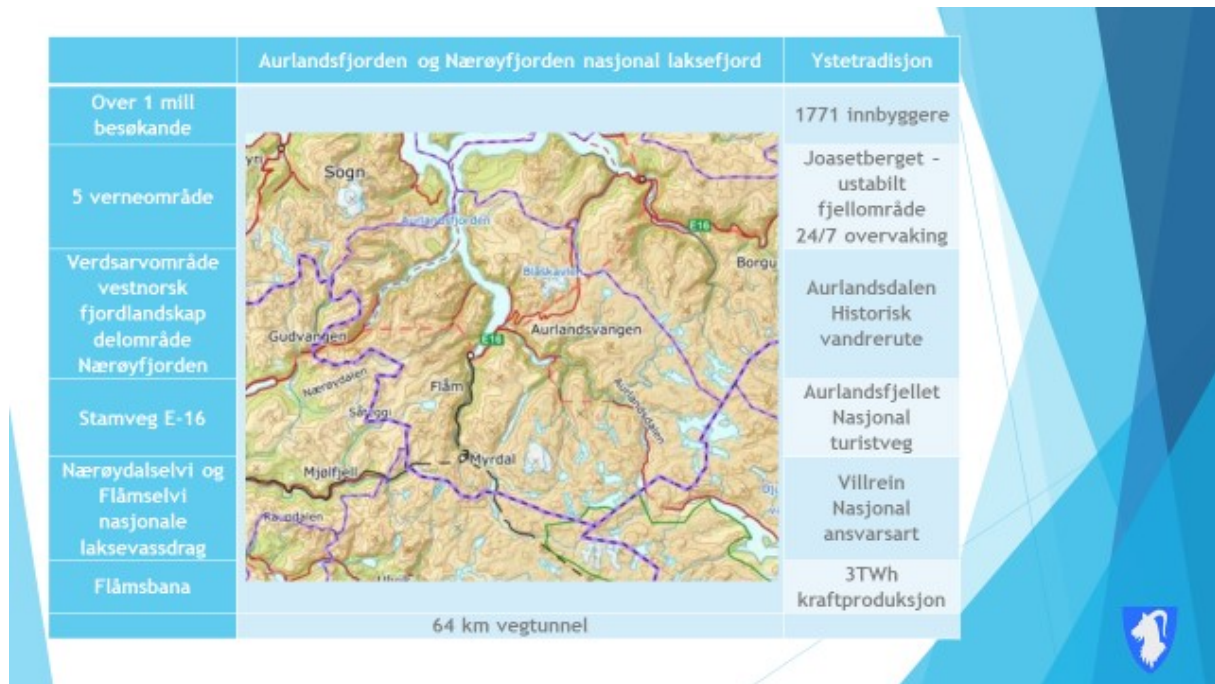 Aurlandsfjorden og Nærøyfjorden nasjonal laksefjord
Ystetradisjon
Over 1 mill
besøkande
1771 innbyggere
5 verneområde
Joasetberget –
ustabilt
fjellområde
24/7 overvaking
Verdsarvområde
vestnorsk
fjordlandskap
delområde
Nærøyfjorden
Aurlandsdalen
Historisk
vandrerute
Stamveg E-16
Aurlandsfjellet
Nasjonal
turistveg
Nærøydalselvi og
Flåmselvi
nasjonale
laksevassdrag
Villrein
Nasjonal
ansvarsart
Flåmsbana
3TWh
kraftproduksjon
64 km vegtunnel
Sogn
Aurlandsfjorden
E16
Borgu
Blåskavlen
Gudvangen
E16
Aurlandsvangen
Nærøydalen
Flåm
Aurlandsdalen
Myrdal
Mjølfjell
Raundalen